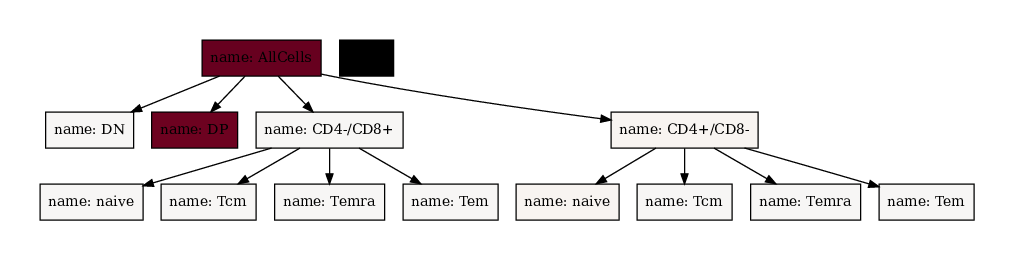 name: AllCells
name: DN
name: DP
name: CD4-/CD8+
name: CD4+/CD8-
name: naive
name: Tcm
name: Temra
name: Tem
name: naive
name: Tcm
name: Temra
name: Tem